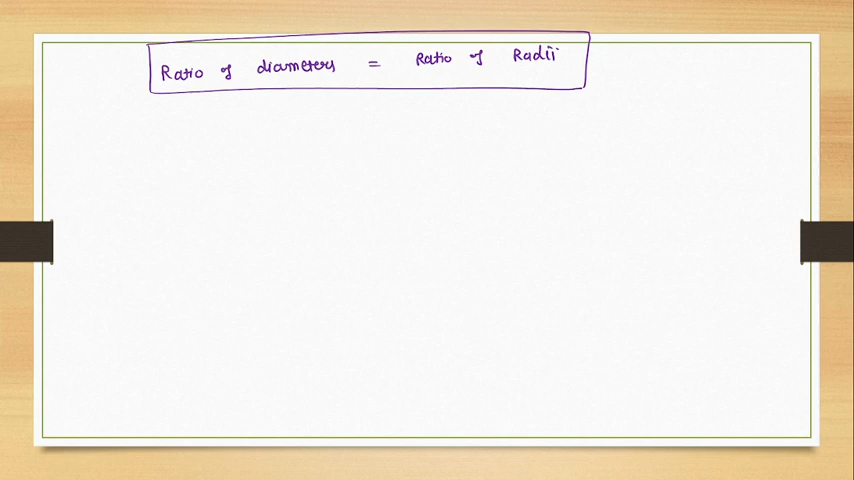 Ratio of diameters = Ratio of Radii